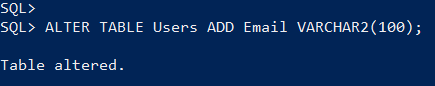 SQL>
SQL> ALTER TABLE Users ADD Email VARCHAR2(100);
Table altered.